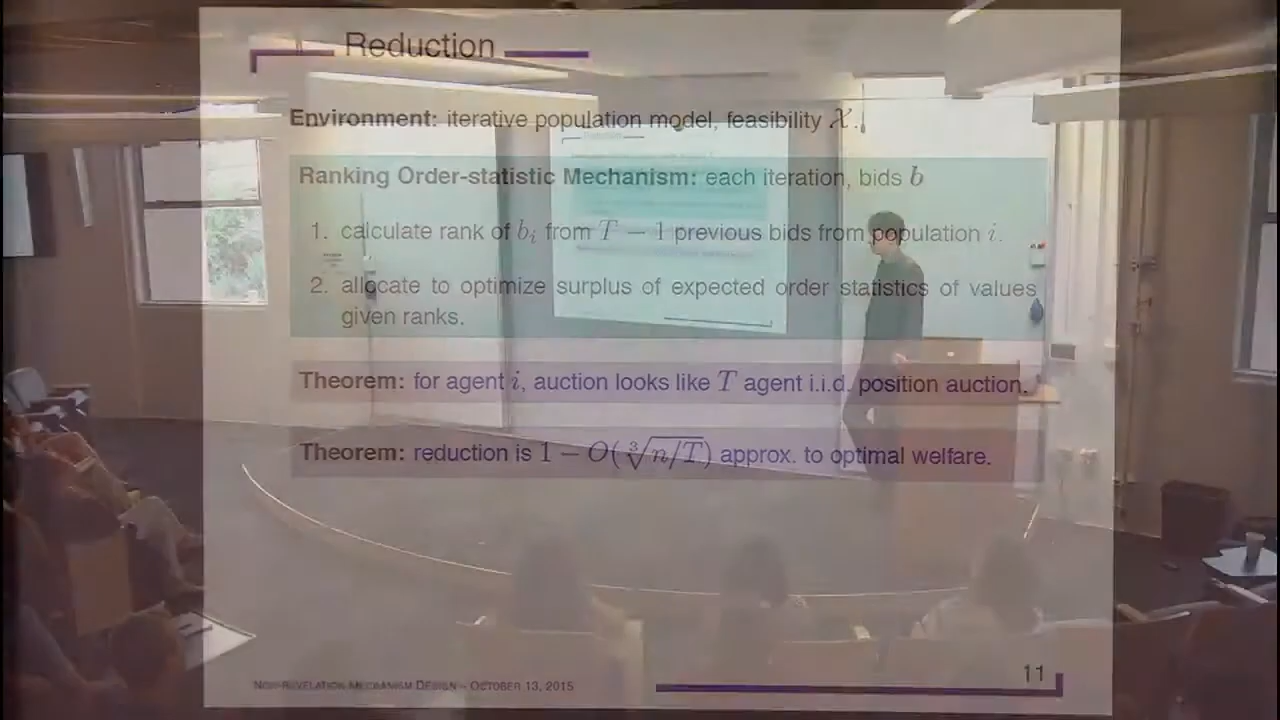 Reduction
Environment: iterative population model, feasibility 𝒳.
Ranking Order-statistic Mechanism: each iteration, bids b
1. calculate rank of bᵢ from T − 1 previous bids from population i.
2. allocate to optimize surplus of expected order statistics of values
given ranks.
Theorem: for agent i, auction looks like T agent i.i.d. position auction.
Theorem: reduction is 1 − O(∛n/T) approx. to optimal welfare.
NON-REVELATION MECHANISM DESIGN – OCTOBER 13, 2015
11